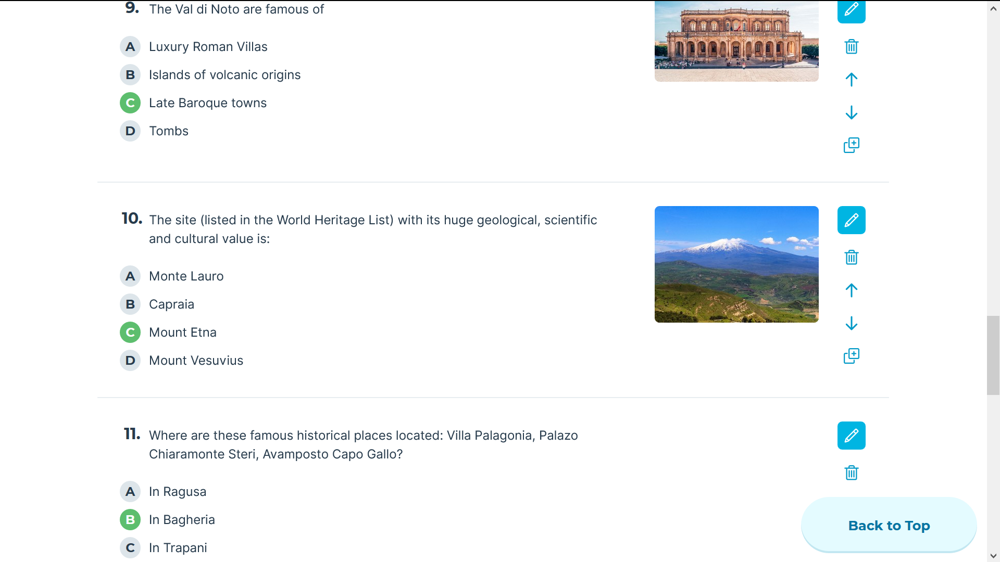 9. The Val di Noto are famous of
A Luxury Roman Villas
B Islands of volcanic origins
C Late Baroque towns
D Tombs
10. The site (listed in the World Heritage List) with its huge geological, scientific
and cultural value is:
A Monte Lauro
B Capraia
C Mount Etna
D Mount Vesuvius
11. Where are these famous historical places located: Villa Palagonia, Palazo
Chiaramonte Steri, Avamposto Capo Gallo?
A In Ragusa
B In Bagheria
C In Trapani
Back to Top